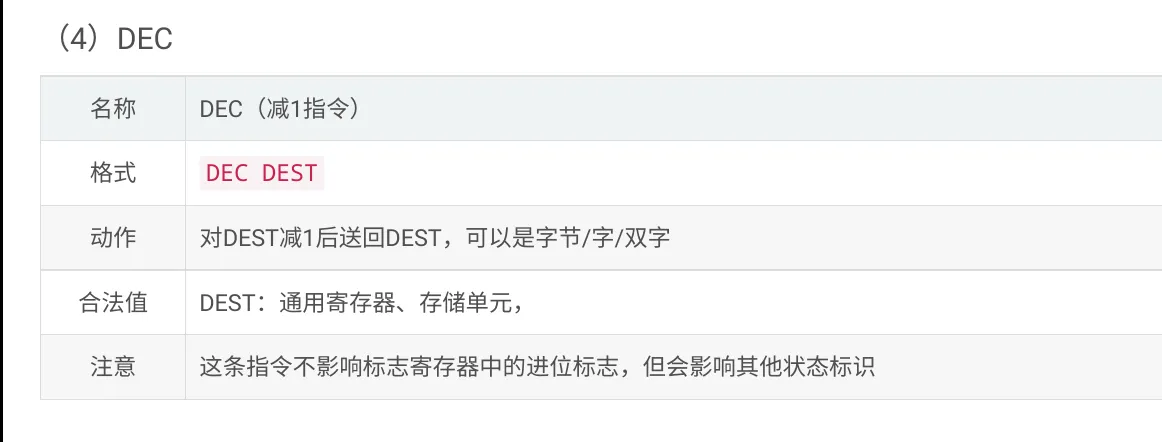 （4）DEC
名称 DEC（减1指令）
格式 DEC DEST
动作 对DEST减1后送回DEST，可以是字节/字/双字
合法值 DEST：通用寄存器、存储单元，
注意 这条指令不影响标志寄存器中的进位标志，但会影响其他状态标识